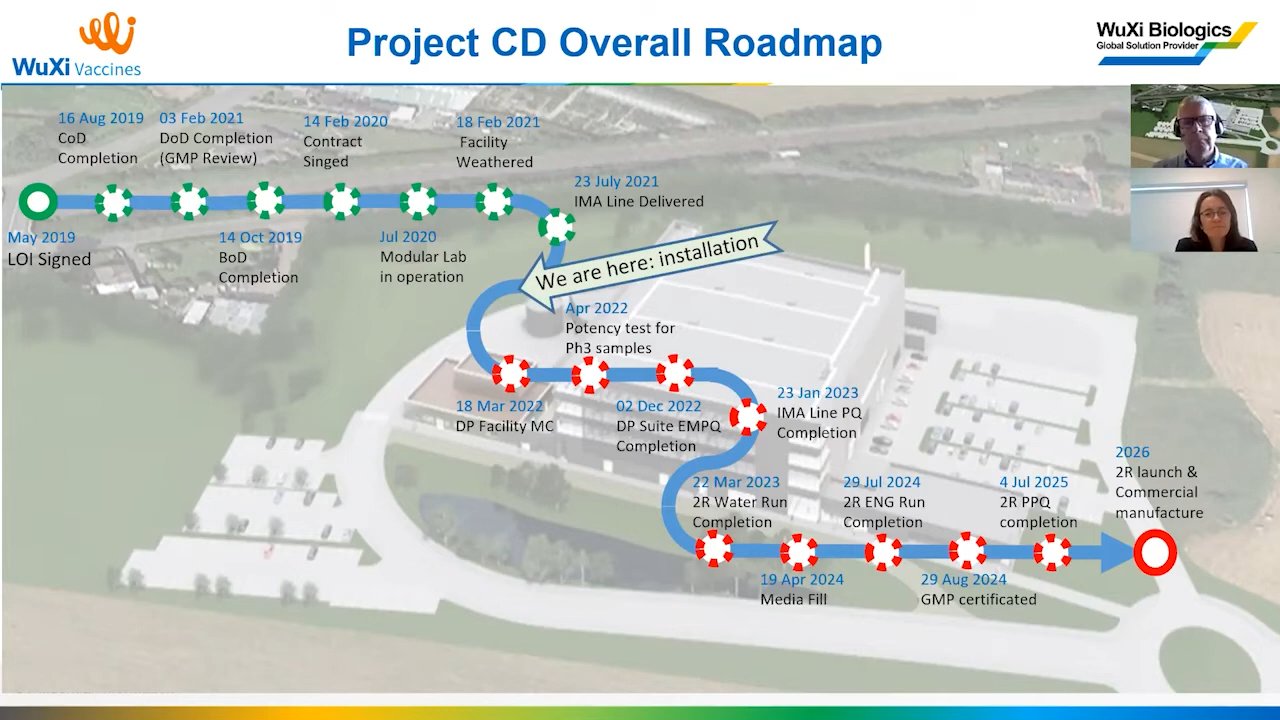 Project CD Overall Roadmap
WuXi Vaccines
WuXi Biologics
Global Solution Provider
16 Aug 2019
CoD
Completion
03 Feb 2021
DoD Completion
(GMP Review)
14 Feb 2020
Contract
Singed
18 Feb 2021
Facility
Weathered
23 July 2021
IMA Line Delivered
May 2019
LOI Signed
14 Oct 2019
BoD
Completion
Jul 2020
Modular Lab
in operation
We are here: installation
Apr 2022
Potency test for
Ph3 samples
18 Mar 2022
DP Facility MC
02 Dec 2022
DP Suite EMPQ
Completion
23 Jan 2023
IMA Line PQ
Completion
22 Mar 2023
2R Water Run
Completion
29 Jul 2024
2R ENG Run
Completion
4 Jul 2025
2R PPQ
completion
2026
2R launch &
Commercial
manufacture
19 Apr 2024
Media Fill
29 Aug 2024
GMP certificated